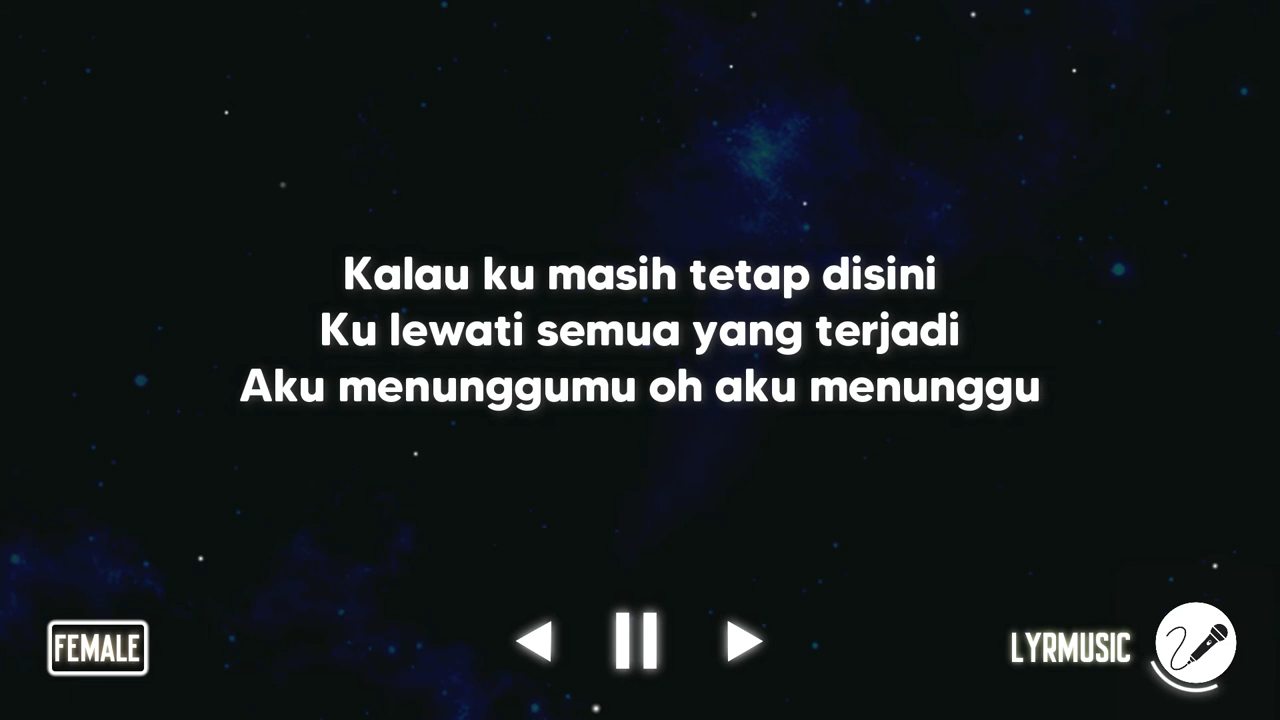 Kalau ku masih tetap disini
Ku lewati semua yang terjadi
Aku menunggumu oh aku menunggu
FEMALE
LYRMUSIC